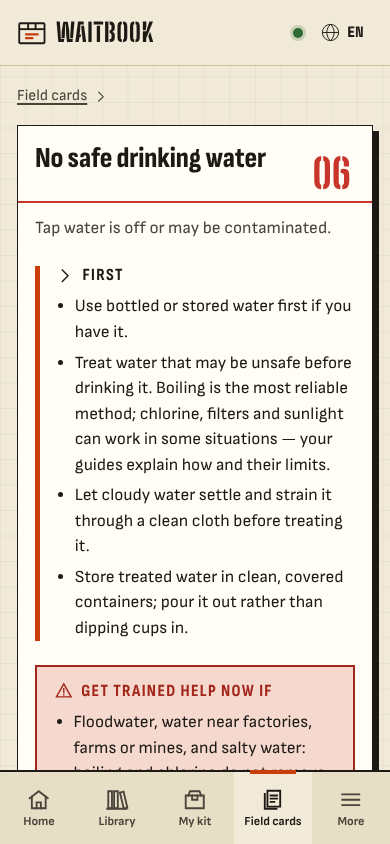 WAITBOOK
EN
Field cards
No safe drinking water
06
Tap water is off or may be contaminated.
FIRST
• Use bottled or stored water first if you
have it.
• Treat water that may be unsafe before
drinking it. Boiling is the most reliable
method; chlorine, filters and sunlight
can work in some situations — your
guides explain how and their limits.
• Let cloudy water settle and strain it
through a clean cloth before treating
it.
• Store treated water in clean, covered
containers; pour it out rather than
dipping cups in.
GET TRAINED HELP NOW IF
• Floodwater, water near factories,
farms or mines, and salty water:
Home
Library
My kit
Field cards
More